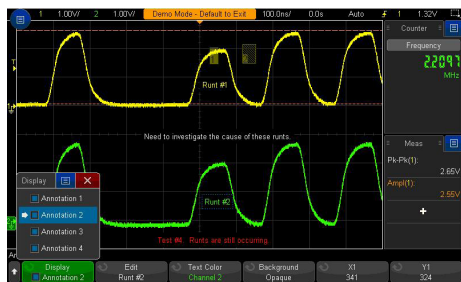 1 1.00V/ 2 1.00V/ Demo Mode - Default to Exit 100.0ns/ 0.0s Auto 1 1.32V
Counter
Frequency
2.2097
MHz
T
Runt #1
Need to investigate the cause of these runts.
Meas
Pk-Pk(1):
2.65V
Ampl(1):
2.55V
Display
Annotation 1
Annotation 2
Annotation 3
Annotation 4
Runt #2
Test #4. Runts are still occurring.
Display
Annotation 2
Edit
Runt #2
Text Color
Channel 2
Background
Opaque
X1
341
Y1
324